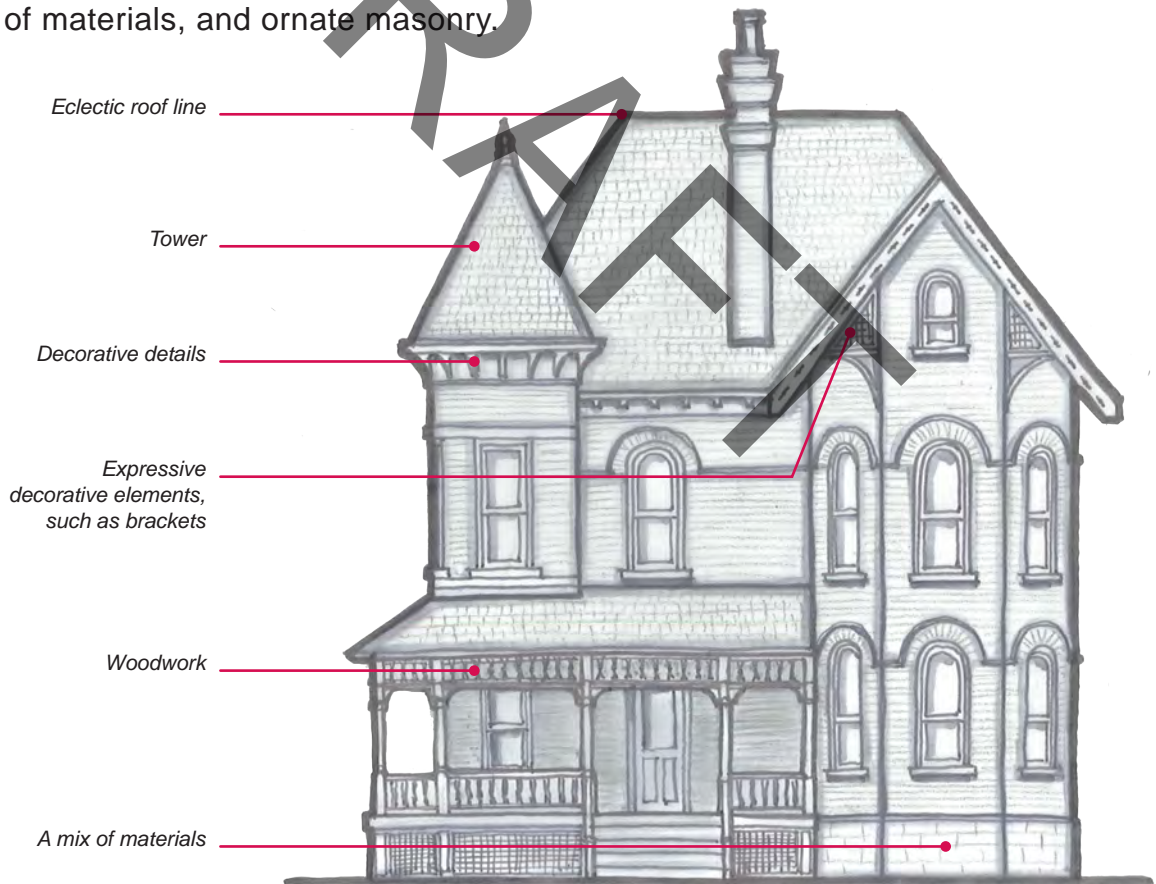 of materials, and ornate masonry.
Eclectic roof line
Tower
Decorative details
Expressive
decorative elements,
such as brackets
Woodwork
A mix of materials
RAFT